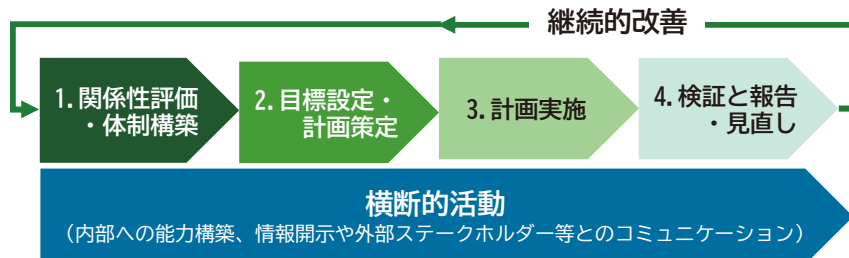 継続的改善
1. 関係性評価
・体制構築
2. 目標設定・
計画策定
3. 計画実施
4. 検証と報告
・見直し
横断的活動
（内部への能力構築、情報開示や外部ステークホルダー等とのコミュニケーション）